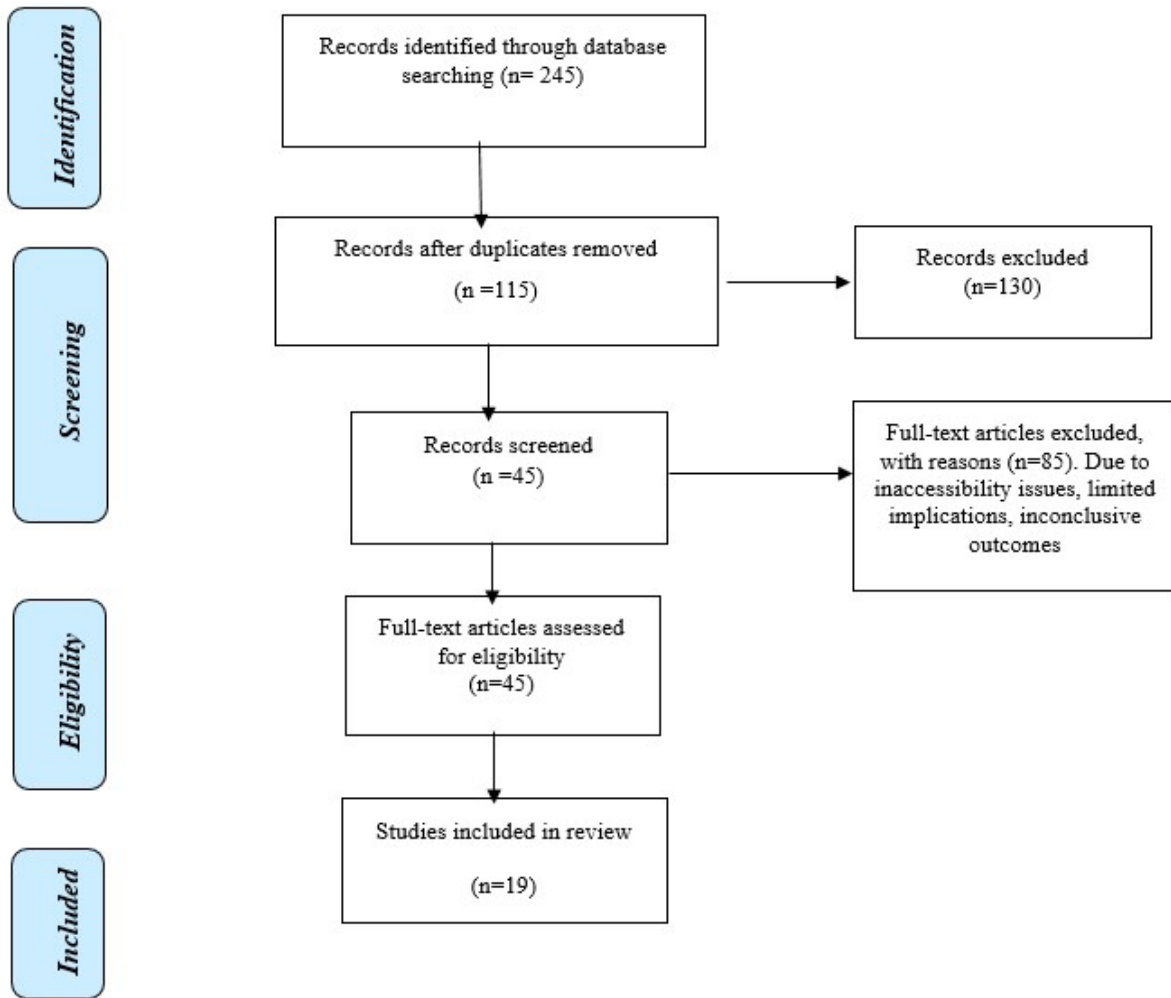 Identification
Records identified through database
searching (n= 245)
Records after duplicates removed
(n =115)
Records excluded
(n=130)
Screening
Records screened
(n =45)
Full-text articles excluded,
with reasons (n=85). Due to
inaccessibility issues, limited
implications, inconclusive
outcomes
Eligibility
Full-text articles assessed
for eligibility
(n=45)
Included
Studies included in review
(n=19)